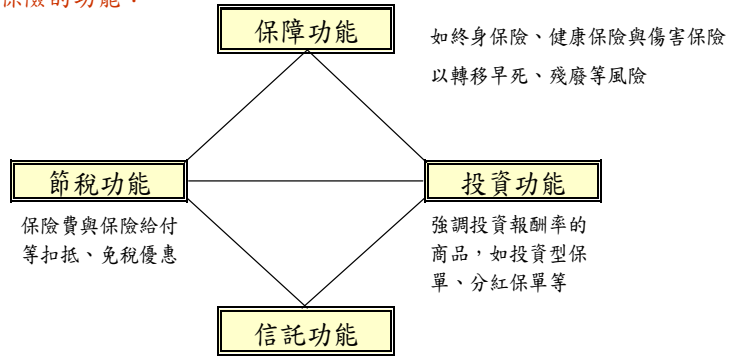 保險的功能：
保障功能
如終身保險、健康保險與傷害保險
以轉移早死、殘廢等風險
節稅功能
投資功能
保險費與保險給付
等扣抵、免稅優惠
強調投資報酬率的
商品，如投資型保
單、分紅保單等
信託功能